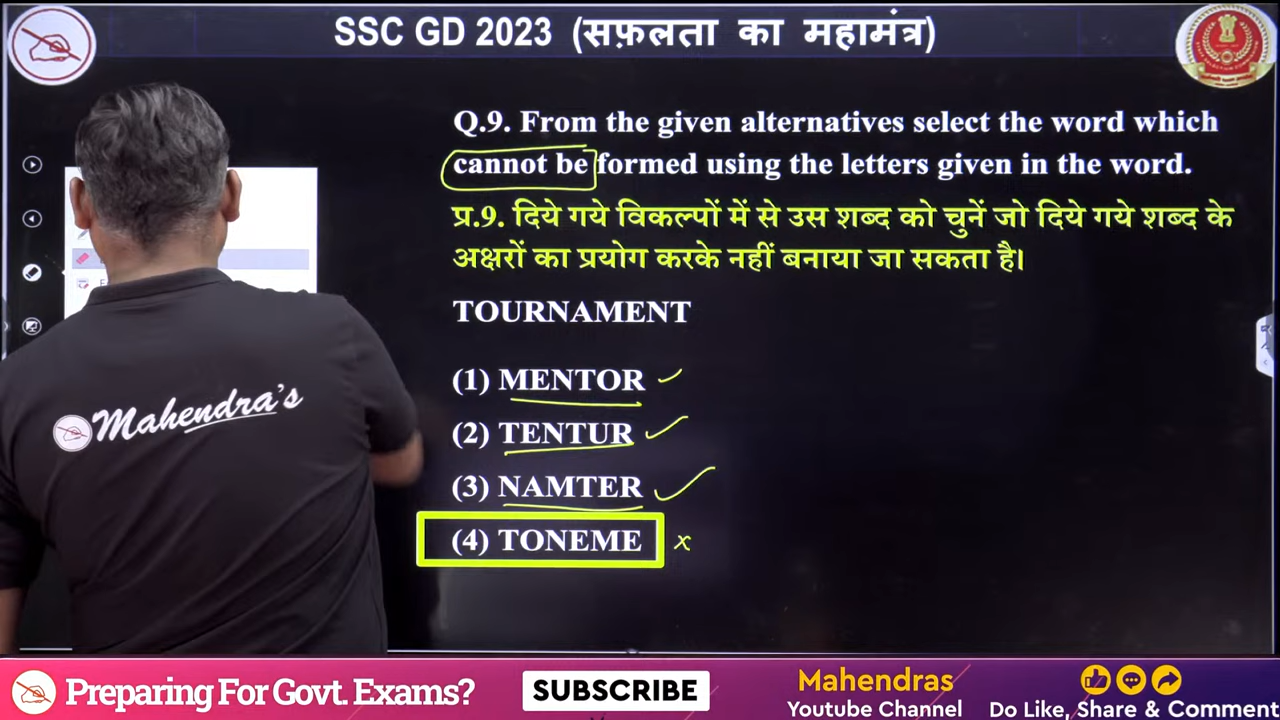 SSC GD 2023 (सफ़लता का महामंत्र)
Q.9. From the given alternatives select the word which
cannot be formed using the letters given in the word.
प्र.9. दिये गये विकल्पों में से उस शब्द को चुनें जो दिये गये शब्द के
अक्षरों का प्रयोग करके नहीं बनाया जा सकता है।
TOURNAMENT
(1) MENTOR
(2) TENTUR
(3) NAMTER
(4) TONEME x
Mahendra's
Preparing For Govt. Exams?
SUBSCRIBE
Mahendras
Youtube Channel
Do Like, Share & Comment